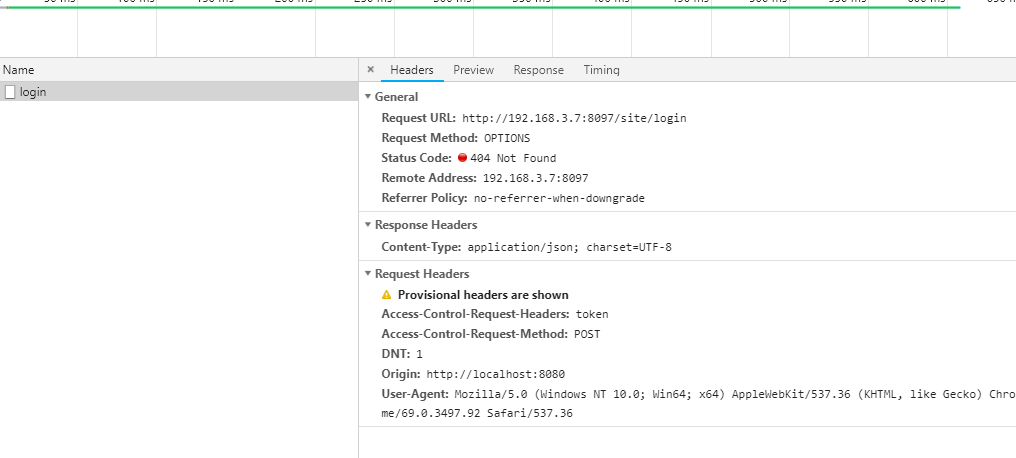 Name
× Headers Preview Response Timing
login
General
Request URL: http://192.168.3.7:8097/site/login
Request Method: OPTIONS
Status Code: 404 Not Found
Remote Address: 192.168.3.7:8097
Referrer Policy: no-referrer-when-downgrade
Response Headers
Content-Type: application/json; charset=UTF-8
Request Headers
Provisional headers are shown
Access-Control-Request-Headers: token
Access-Control-Request-Method: POST
DNT: 1
Origin: http://localhost:8080
User-Agent: Mozilla/5.0 (Windows NT 10.0; Win64; x64) AppleWebKit/537.36 (KHTML, like Gecko) Chro
me/69.0.3497.92 Safari/537.36